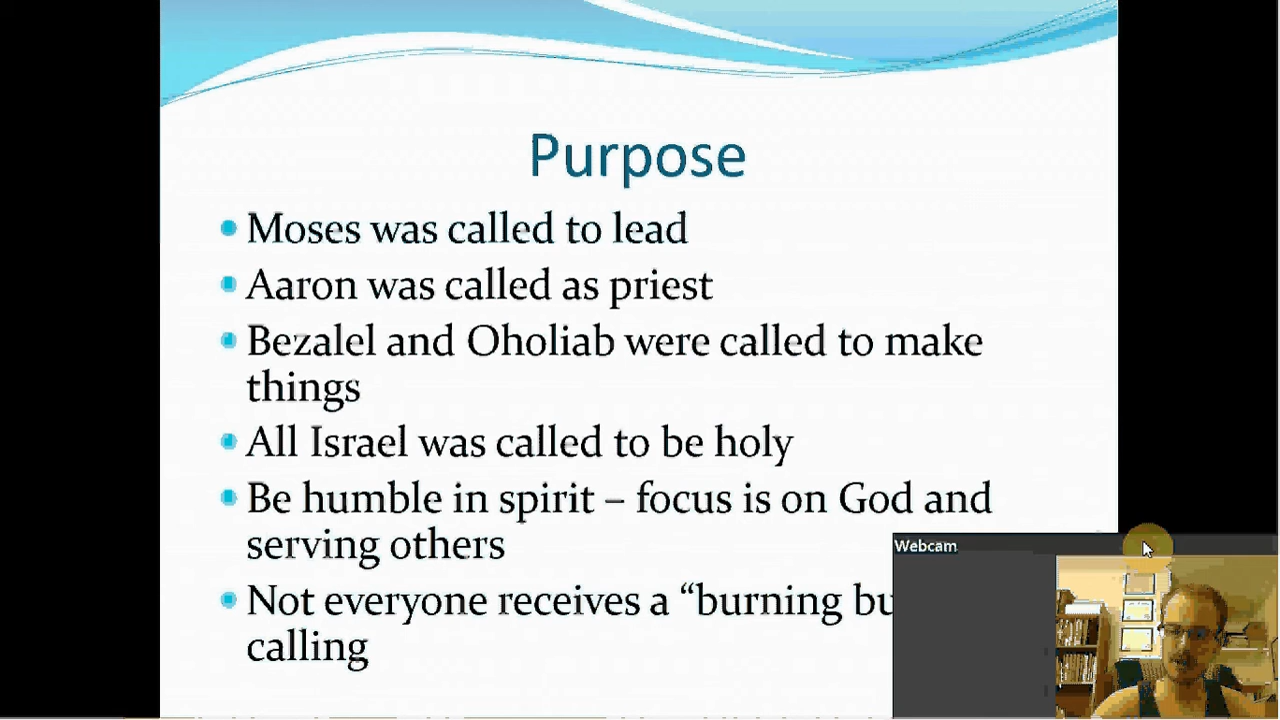 Purpose
Moses was called to lead
Aaron was called as priest
Bezalel and Oholiab were called to make
things
All Israel was called to be holy
Be humble in spirit – focus is on God and
serving others
Not everyone receives a “burning bu
calling
Webcam